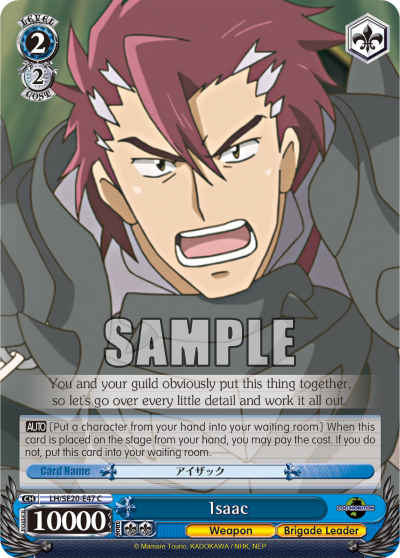 LEVEL
2
2
COST
SAMPLE
You and your guild obviously put this thing together,
so let's go over every little detail and work it all out.
AUTO [Put a character from your hand into your waiting room] When this
card is placed on the stage from your hand, you may pay the cost. If you do
not, put this card into your waiting room.
Card Name アイザック
CH LH/SE20-E47 C
Isaac
POWER 10000 SOUL
Weapon Brigade Leader
© Mamare Touno, KADOKAWA / NHK, NEP